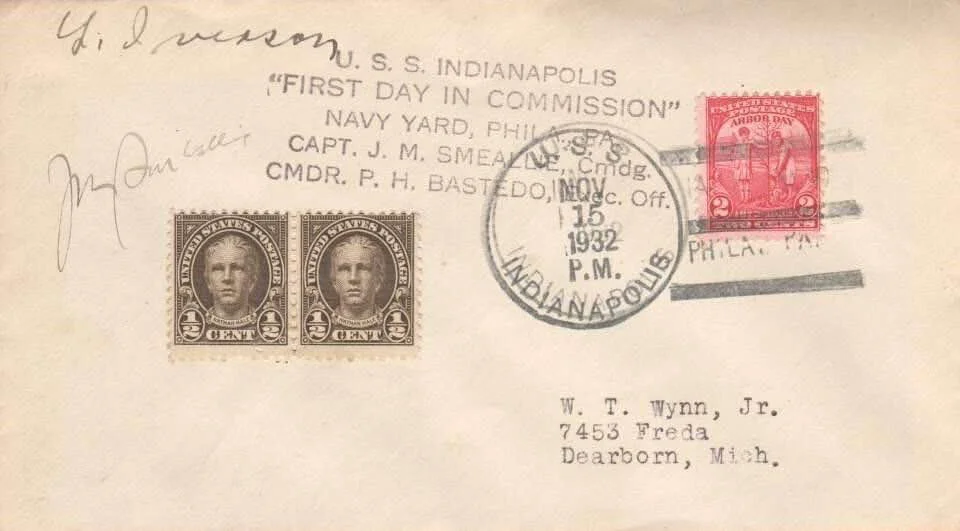 Y. Iverson
U. S. S. INDIANAPOLIS
"FIRST DAY IN COMMISSION"
NAVY YARD, PHILA., PA.
CAPT. J. M. SMEALLIE, Cmdg.
CMDR. P. H. BASTEDO, Exec. Off.
UNITED STATES POSTAGE
NATHAN HALE
1/2 CENT 1/2
UNITED STATES POSTAGE
NATHAN HALE
1/2 CENT 1/2
U. S. S.
NOV
15
1932
P.M.
INDIANAPOLIS
UNITED STATES
POSTAGE
ARBOR DAY
2 2
CENTS
PHILA. PA.
W. T. Wynn, Jr.
7453 Freda
Dearborn, Mich.